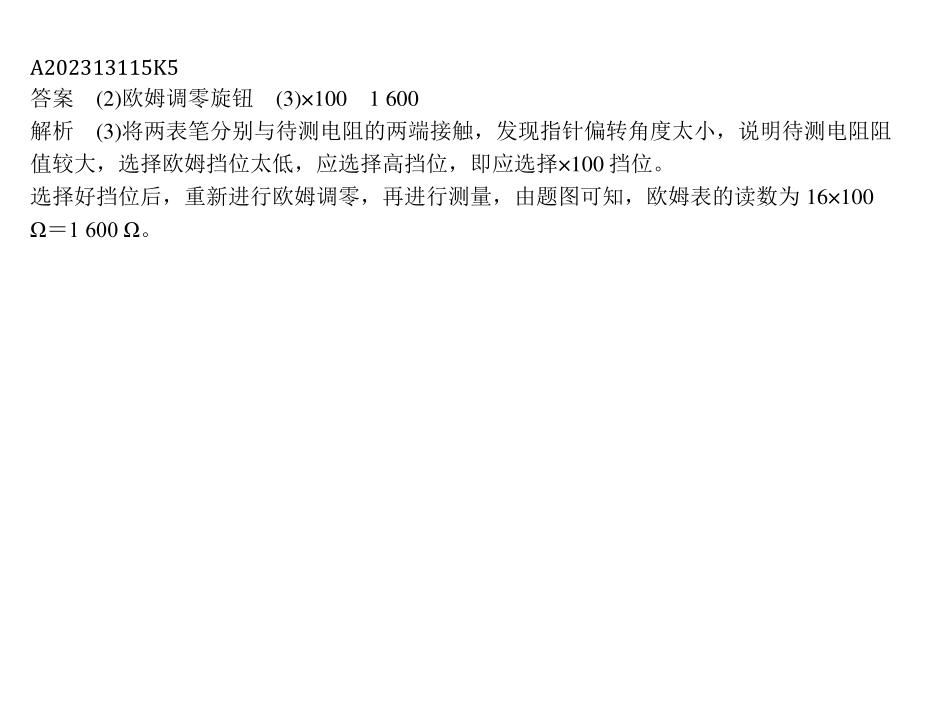 A202313115K5
答案　(2)欧姆调零旋钮　(3)×100　1 600
解析　(3)将两表笔分别与待测电阻的两端接触，发现指针偏转角度太小，说明待测电阻阻
值较大，选择欧姆挡位太低，应选择高挡位，即应选择×100 挡位。
选择好挡位后，重新进行欧姆调零，再进行测量，由题图可知，欧姆表的读数为 16×100
Ω＝1 600 Ω。